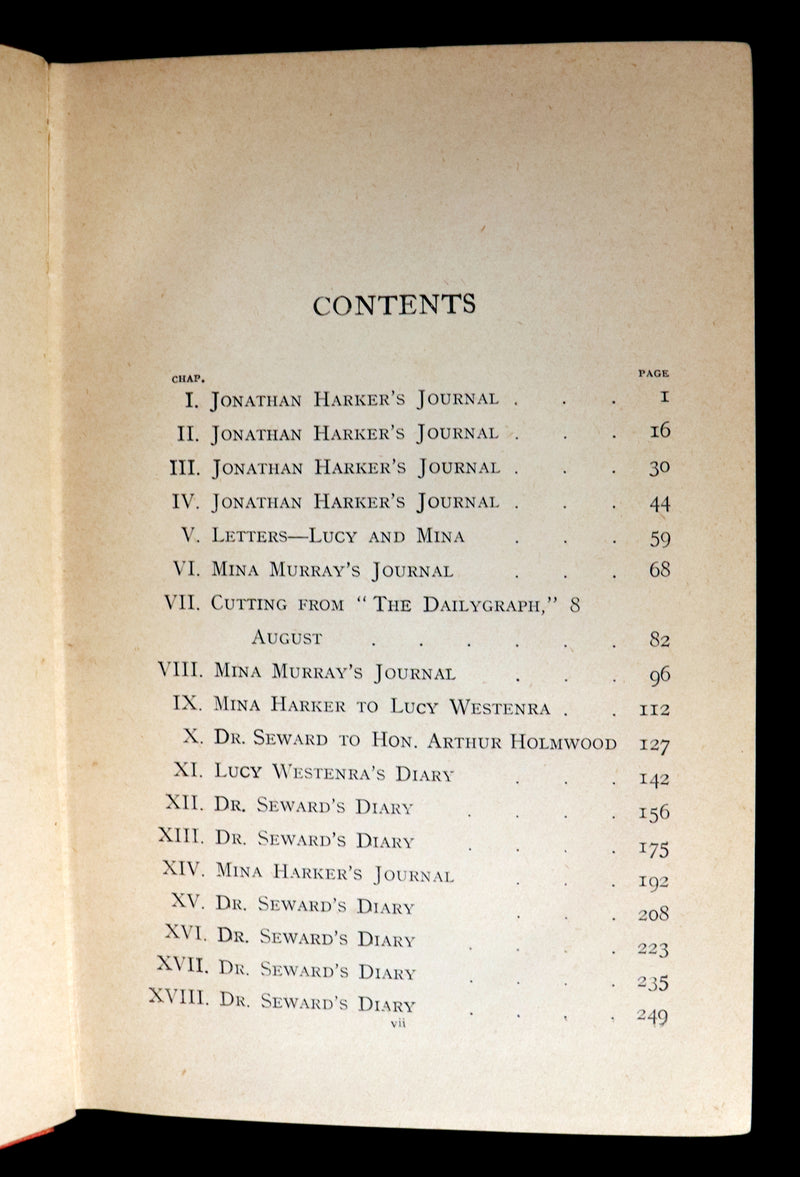 CONTENTS
CHAP. PAGE
I. JONATHAN HARKER'S JOURNAL . . . 1
II. JONATHAN HARKER'S JOURNAL . . . 16
III. JONATHAN HARKER'S JOURNAL . . . 30
IV. JONATHAN HARKER'S JOURNAL . . . 44
V. LETTERS—LUCY AND MINA . . . 59
VI. MINA MURRAY'S JOURNAL . . . 68
VII. CUTTING FROM "THE DAILYGRAPH," 8
AUGUST . . . . . . 82
VIII. MINA MURRAY'S JOURNAL . . . 96
IX. MINA HARKER TO LUCY WESTENRA . . 112
X. DR. SEWARD TO HON. ARTHUR HOLMWOOD 127
XI. LUCY WESTENRA'S DIARY . . . 142
XII. DR. SEWARD'S DIARY . . . . 156
XIII. DR. SEWARD'S DIARY . . . . 175
XIV. MINA HARKER'S JOURNAL . . . 192
XV. DR. SEWARD'S DIARY . . . 208
XVI. DR. SEWARD'S DIARY . . . . 223
XVII. DR. SEWARD'S DIARY . . . . 235
XVIII. DR. SEWARD'S DIARY . . . . 249
vii